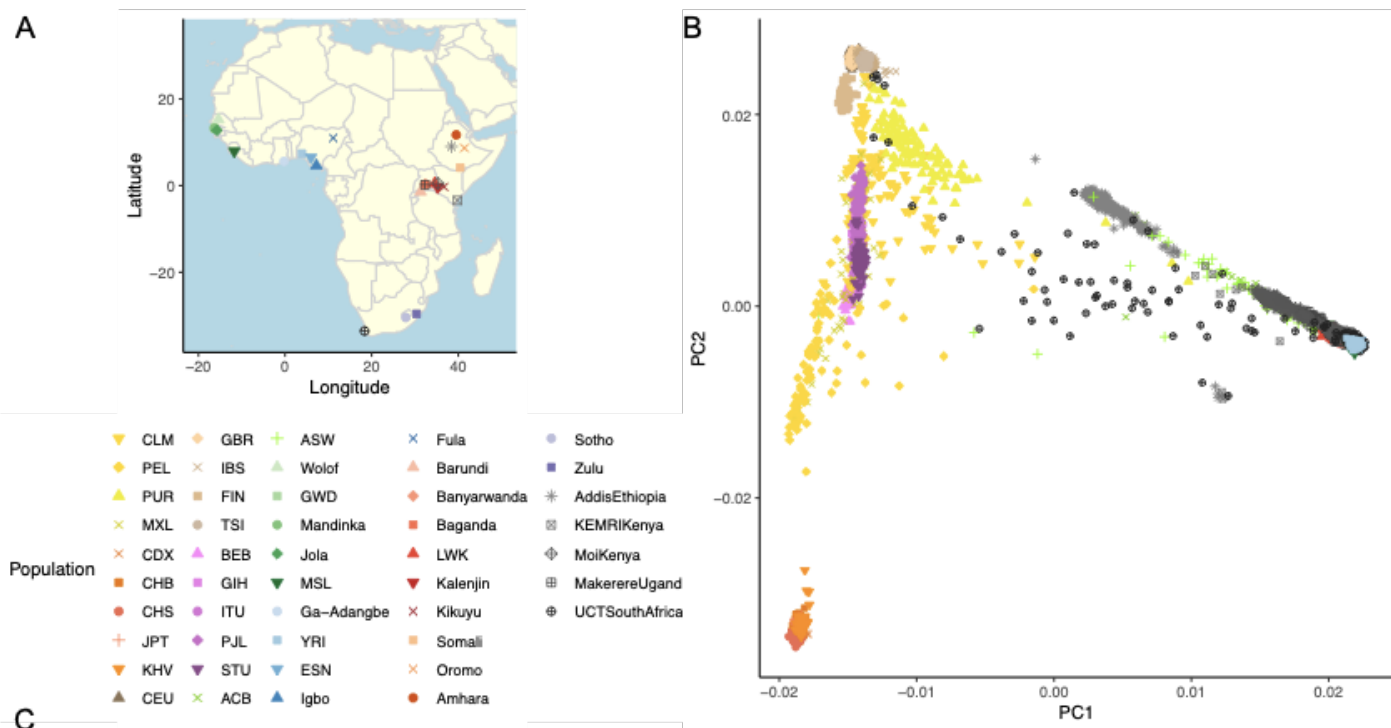 A
20
0
−20
Latitude
−20
0
20
40
Longitude
B
0.02
0.00
−0.02
PC2
−0.02
−0.01
0.00
0.01
0.02
PC1
Population
CLM GBR ASW Fula Sotho
PEL IBS Wolof Barundi Zulu
PUR FIN GWD Banyarwanda AddisEthiopia
MXL TSI Mandinka Baganda KEMRIKenya
CDX BEB Jola LWK MoiKenya
CHB GIH MSL Kalenjin MakerereUgand
CHS ITU Ga−Adangbe Kikuyu UCTSouthAfrica
JPT PJL YRI Somali
KHV STU ESN Oromo
CEU ACB Igbo Amhara
C